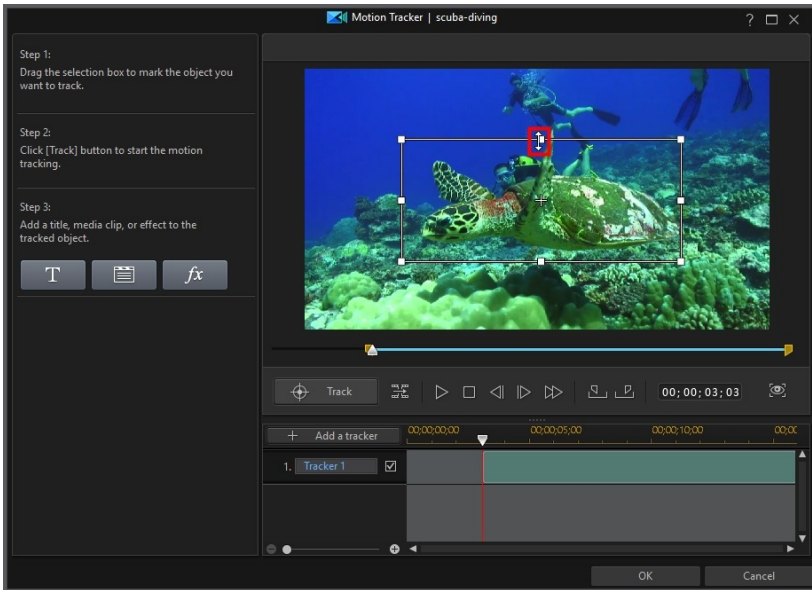 Motion Tracker | scuba-diving
?
Step 1:
Drag the selection box to mark the object you
want to track.
Step 2:
Click [Track] button to start the motion
tracking.
Step 3:
Add a title, media clip, or effect to the
tracked object.
T
fx
Track
00; 00; 03; 03
+ Add a tracker
00;00;00;00
00;00;05;00
00;00;10;00
00;0(
1. Tracker 1
OK
Cancel